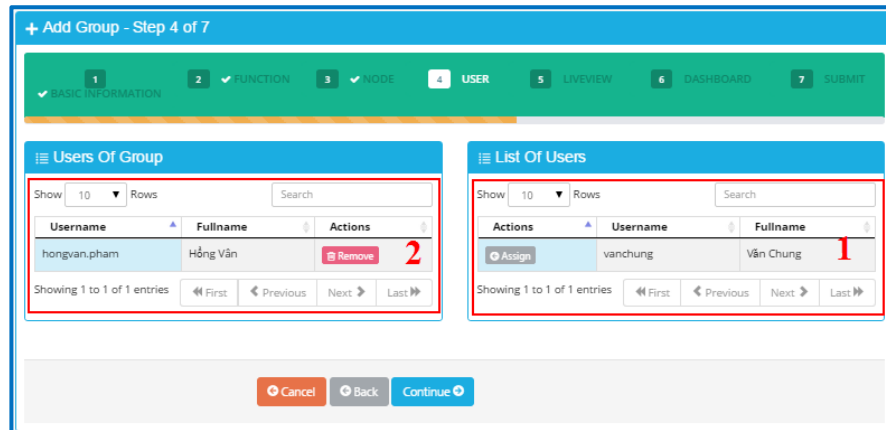 Add Group - Step 4 of 7
1 BASIC INFORMATION
2 FUNCTION
3 NODE
4 USER
5 LIVEVIEW
6 DASHBOARD
7 SUBMIT
Users Of Group
Show 10 Rows Search
Username Fullname Actions
hongvan.pham Hồng Vân Remove 2
Showing 1 to 1 of 1 entries First Previous Next Last
List Of Users
Show 10 Rows Search
Actions Username Fullname
Assign vanchung Văn Chung 1
Showing 1 to 1 of 1 entries First Previous Next Last
Cancel Back Continue